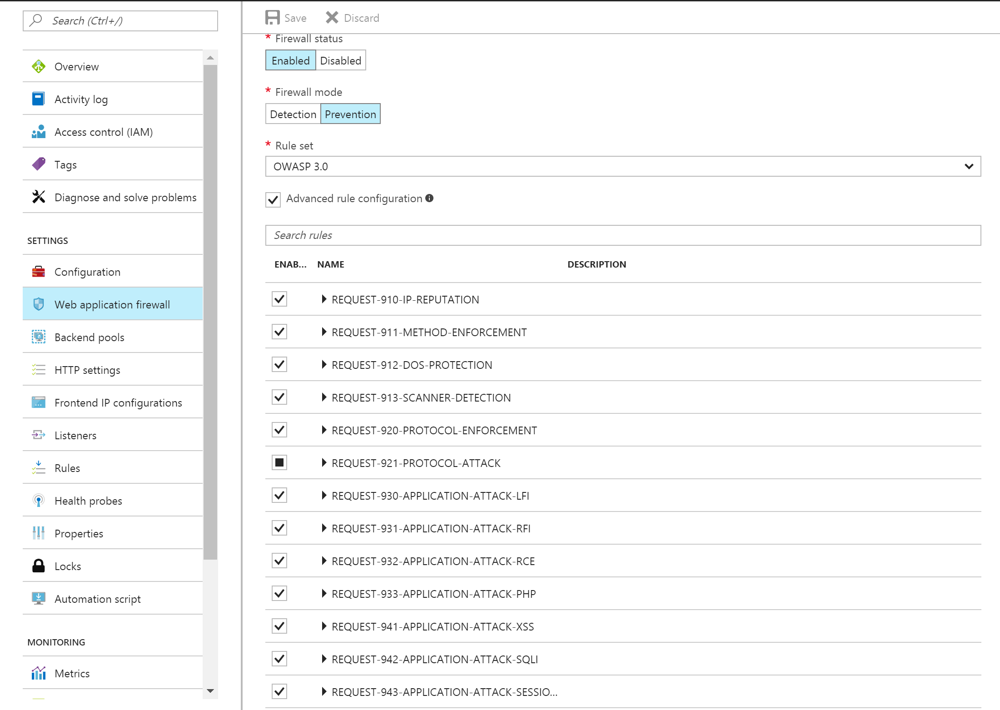 Search (Ctrl+/)
Overview
Activity log
Access control (IAM)
Tags
Diagnose and solve problems
SETTINGS
Configuration
Web application firewall
Backend pools
HTTP settings
Frontend IP configurations
Listeners
Rules
Health probes
Properties
Locks
Automation script
MONITORING
Metrics
Save Discard
* Firewall status
Enabled Disabled
* Firewall mode
Detection Prevention
* Rule set
OWASP 3.0
Advanced rule configuration
Search rules
ENAB... NAME DESCRIPTION
REQUEST-910-IP-REPUTATION
REQUEST-911-METHOD-ENFORCEMENT
REQUEST-912-DOS-PROTECTION
REQUEST-913-SCANNER-DETECTION
REQUEST-920-PROTOCOL-ENFORCEMENT
REQUEST-921-PROTOCOL-ATTACK
REQUEST-930-APPLICATION-ATTACK-LFI
REQUEST-931-APPLICATION-ATTACK-RFI
REQUEST-932-APPLICATION-ATTACK-RCE
REQUEST-933-APPLICATION-ATTACK-PHP
REQUEST-941-APPLICATION-ATTACK-XSS
REQUEST-942-APPLICATION-ATTACK-SQLI
REQUEST-943-APPLICATION-ATTACK-SESSIO...